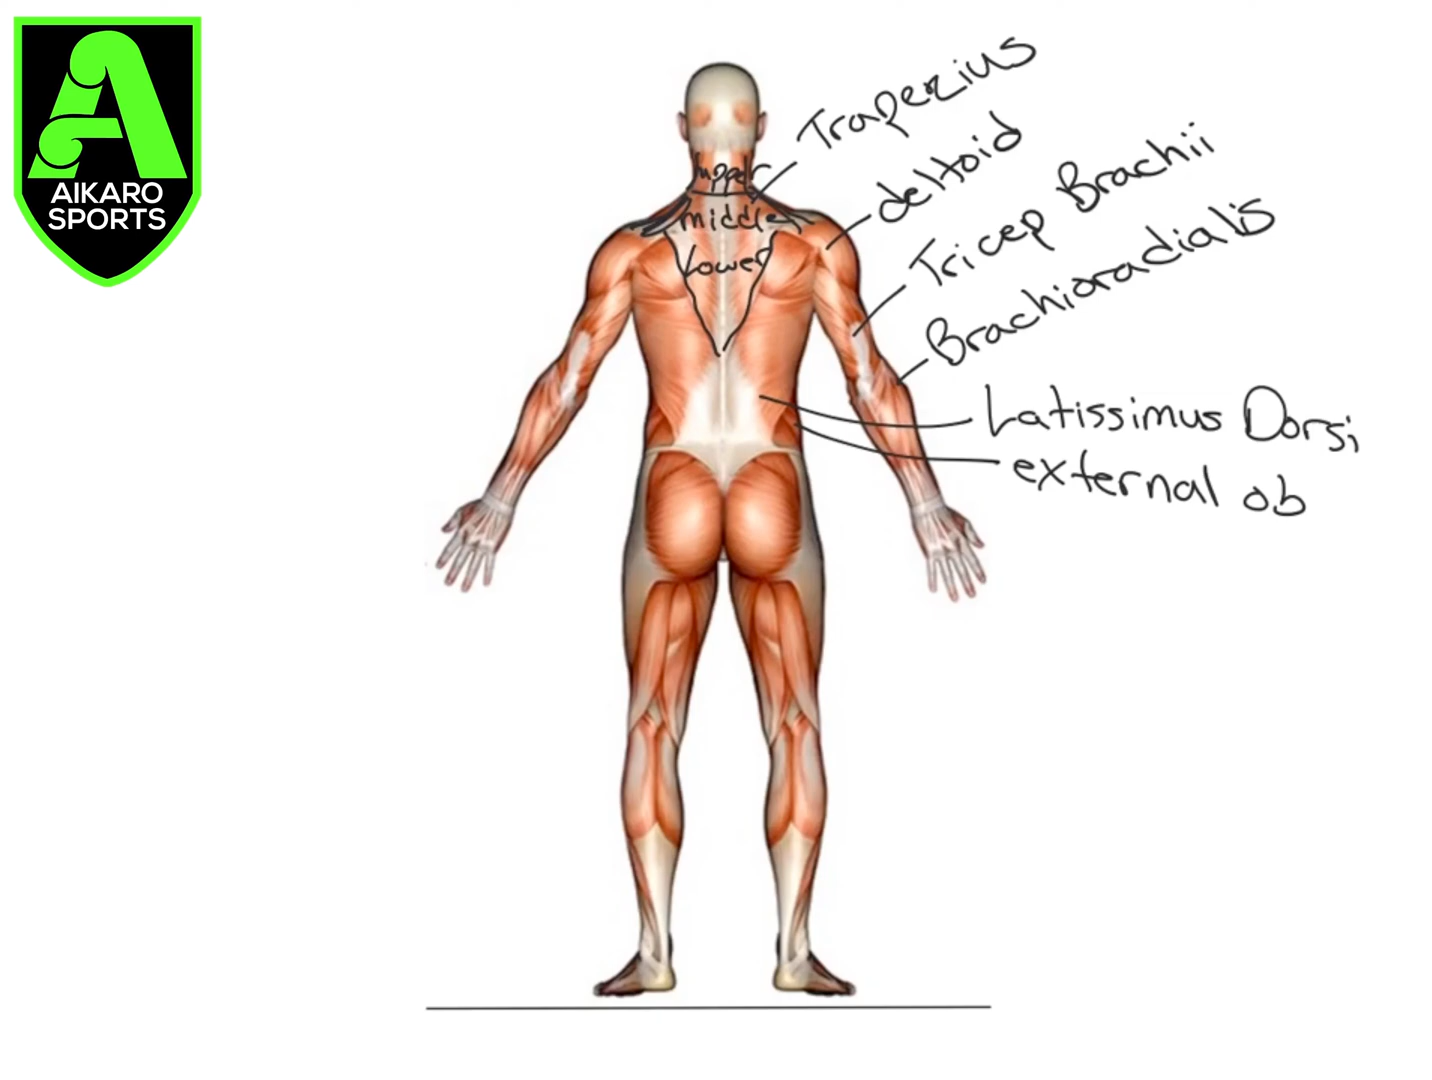 AIKARO
SPORTS
Trapezius
deltoid
Tricep Brachii
Brachioradialis
Latissimus Dorsi
external ob
upper
middle
Lower